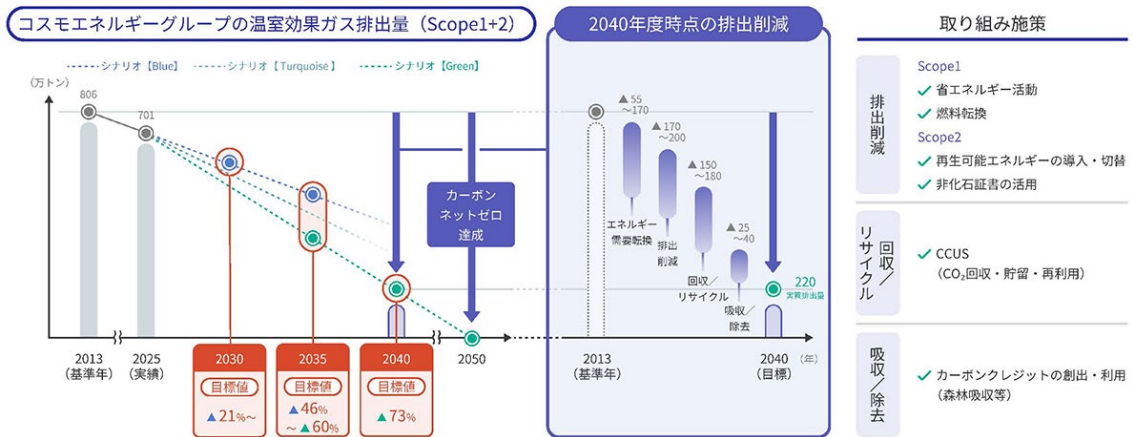 コスモエネルギーグループの温室効果ガス排出量（Scope1+2）
シナリオ【Blue】
シナリオ【Turquoise】
シナリオ【Green】
（万トン）
806
701
カーボン
ネットゼロ
達成
2013
（基準年）
2025
（実績）
2030
目標値
▲21%～
2035
目標値
▲46%
～▲60%
2040
目標値
▲73%
2050
2040年度時点の排出削減
▲55
～170
エネルギー
需要転換
▲170
～200
排出
削減
▲150
～180
回収／
リサイクル
▲25
～40
吸収／
除去
220
実質排出量
2013
（基準年）
2040
（目標）
（年）
取り組み施策
排出削減
Scope1
省エネルギー活動
燃料転換
Scope2
再生可能エネルギーの導入・切替
非化石証書の活用
回収／
リサイクル
CCUS
（CO₂回収・貯留・再利用）
吸収／除去
カーボンクレジットの創出・利用
（森林吸収等）